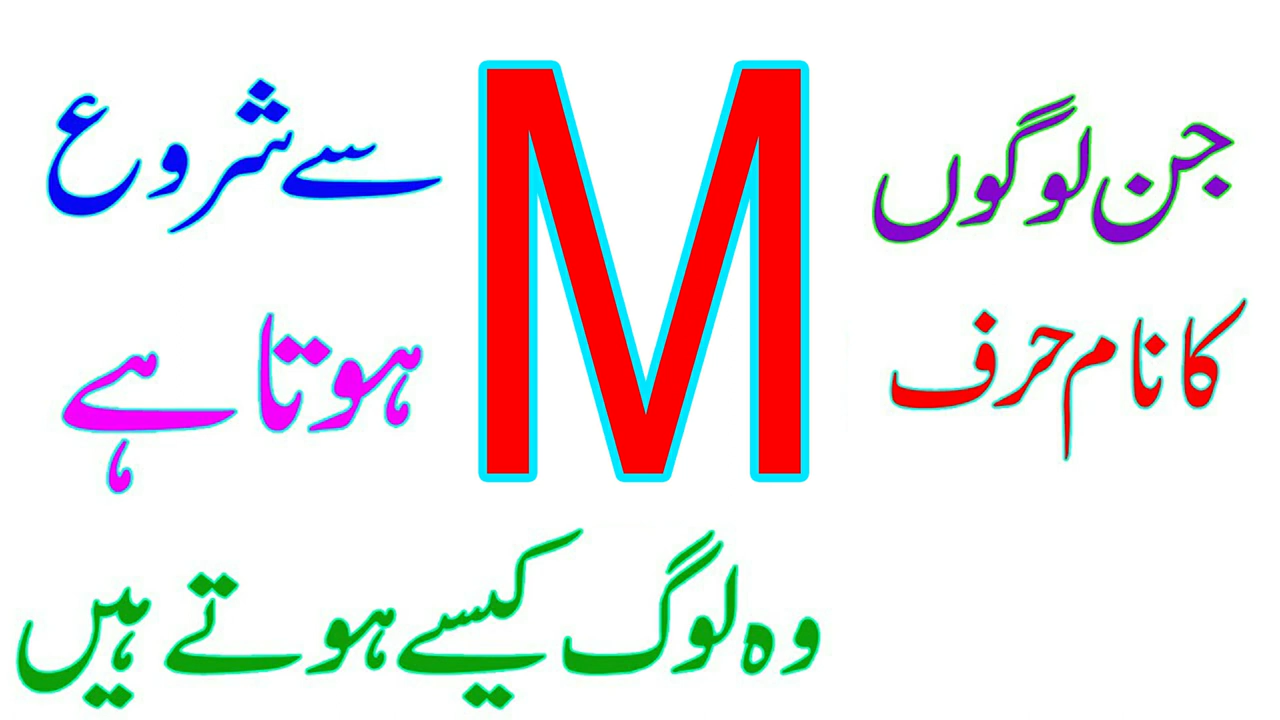 جن لوگوں
کا نام حرف
M
سے شروع
ہوتا ہے
وہ لوگ کیسے ہوتے ہیں